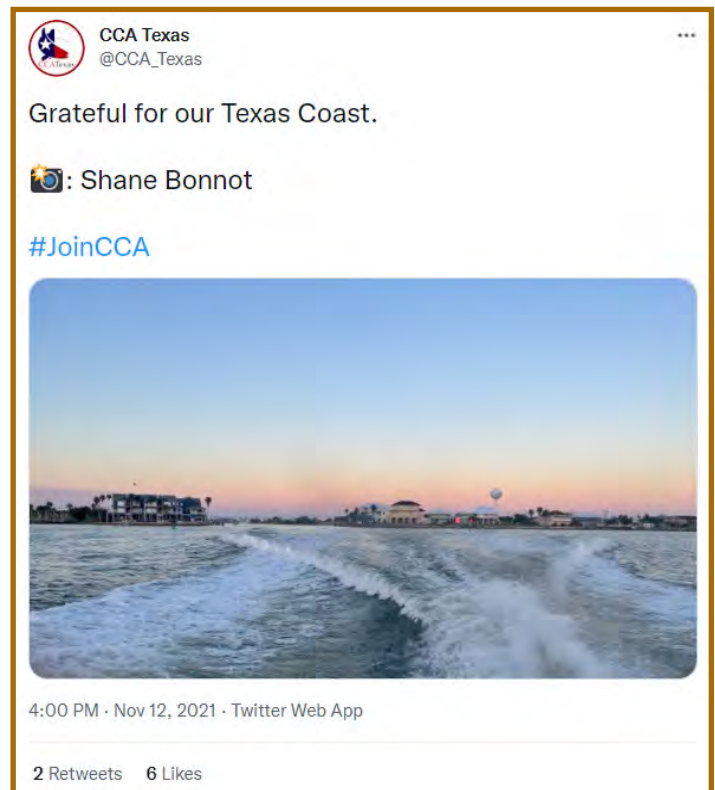 CCA Texas
@CCA_Texas
Grateful for our Texas Coast.
📸: Shane Bonnot
#JoinCCA
4:00 PM · Nov 12, 2021 · Twitter Web App
2 Retweets 6 Likes